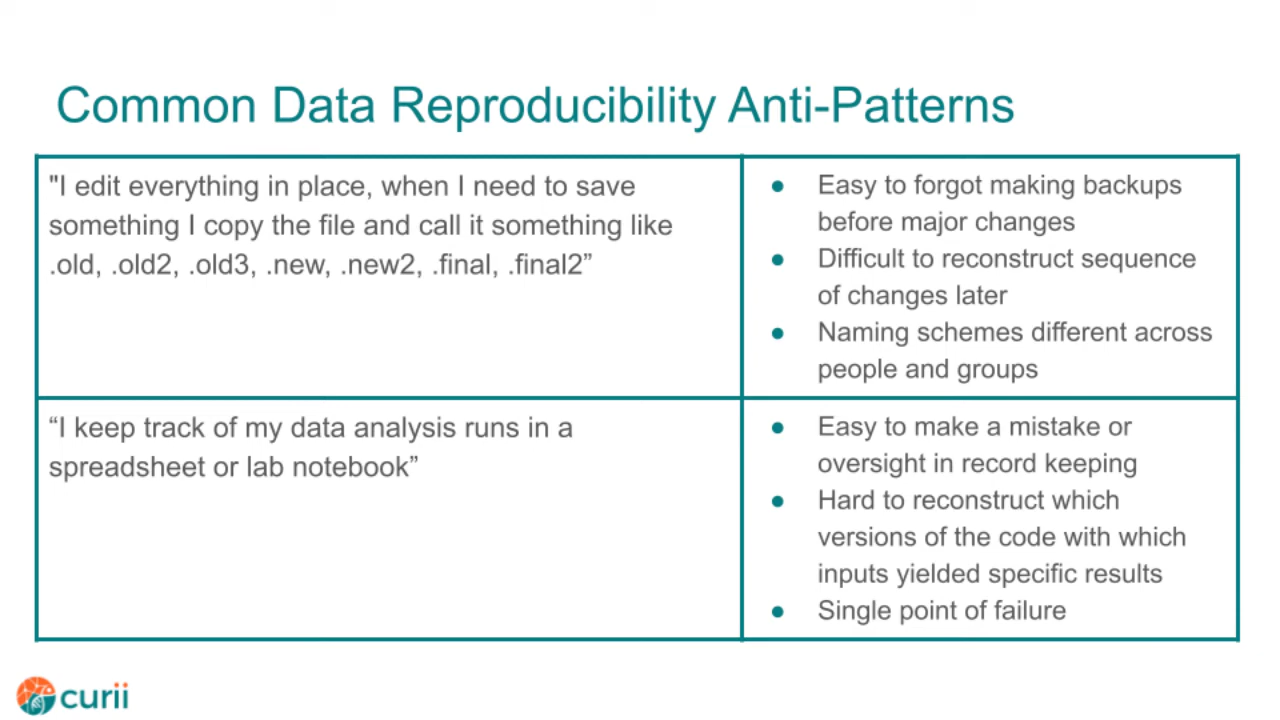 Common Data Reproducibility Anti-Patterns
"I edit everything in place, when I need to save
something I copy the file and call it something like
.old, .old2, .old3, .new, .new2, .final, .final2”
● Easy to forgot making backups
before major changes
● Difficult to reconstruct sequence
of changes later
● Naming schemes different across
people and groups
“I keep track of my data analysis runs in a
spreadsheet or lab notebook”
● Easy to make a mistake or
oversight in record keeping
● Hard to reconstruct which
versions of the code with which
inputs yielded specific results
● Single point of failure
curii